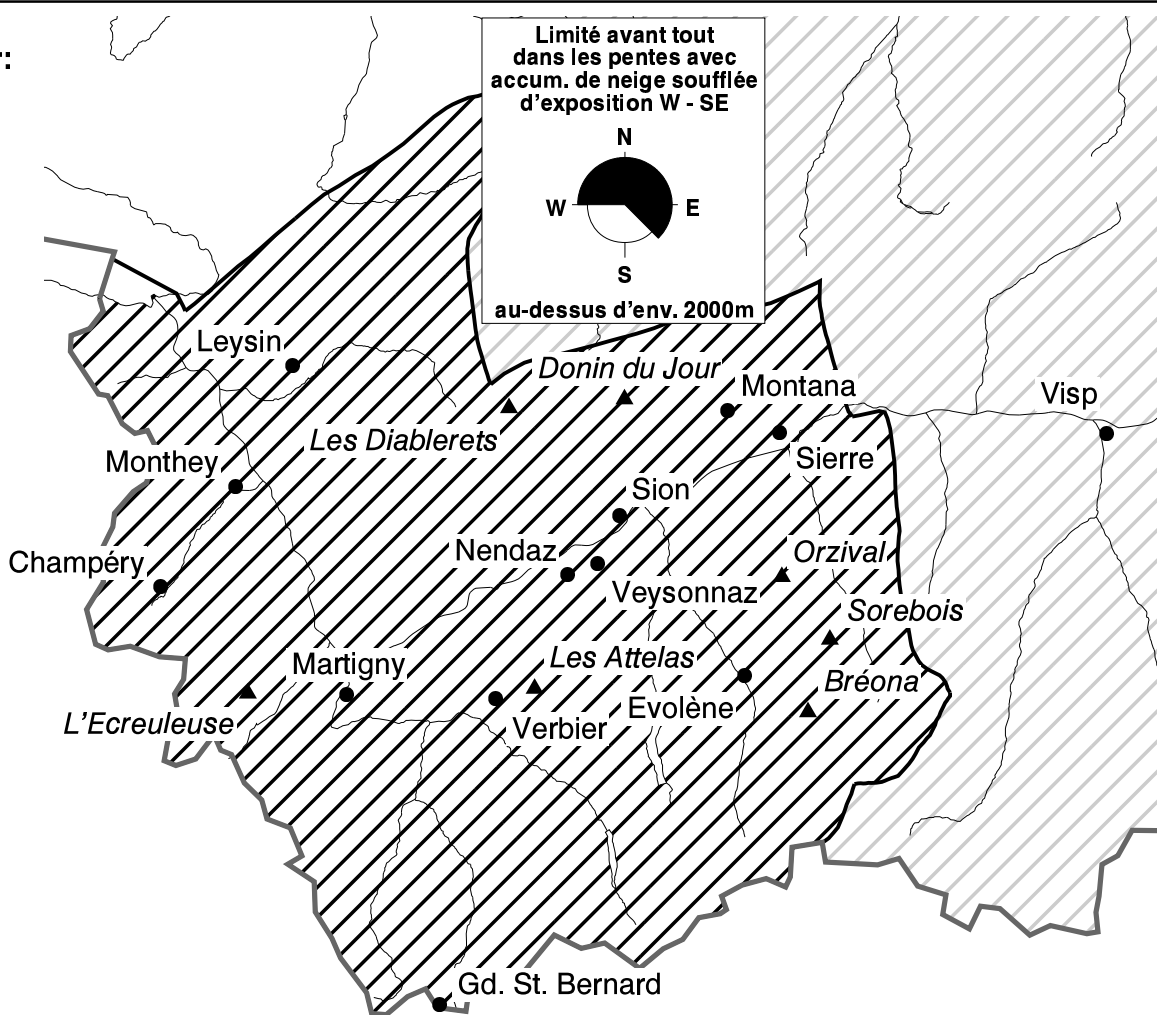 r:
Limité avant tout
dans les pentes avec
accum. de neige soufflée
d'exposition W - SE
N
W
E
S
au-dessus d'env. 2000m
Leysin
Donin du Jour
Montana
Visp
Les Diablerets
Monthey
Sierre
Sion
Champéry
Nendaz
Orzival
Veysonnaz
Sorebois
Martigny
Les Attelas
Bréona
L'Ecreuleuse
Verbier
Evolène
Gd. St. Bernard